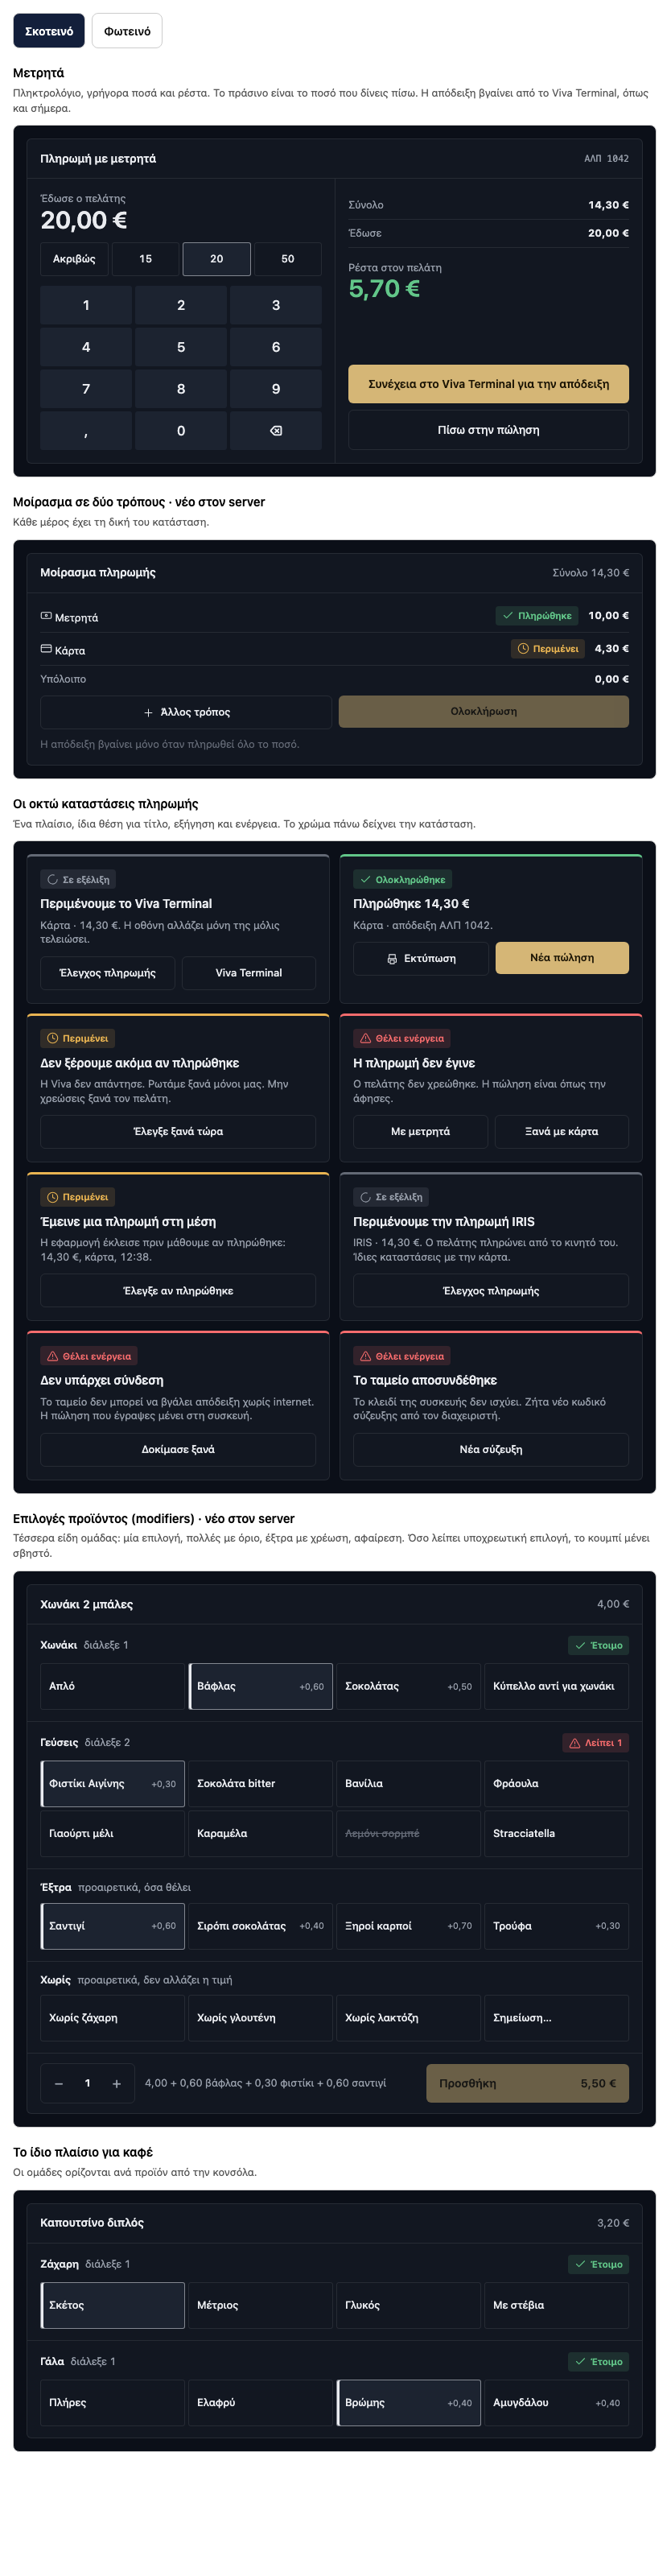 Σκοτεινό
Φωτεινό
Μετρητά
Πληκτρολόγιο, γρήγορα ποσά και ρέστα. Το πράσινο είναι το ποσό που δίνεις πίσω. Η απόδειξη βγαίνει από το Viva Terminal, όπως
και σήμερα.
Πληρωμή με μετρητά
ΑΛΠ 1042
Έδωσε ο πελάτης
20,00 €
Ακριβώς
15
20
50
1
2
3
4
5
6
7
8
9
,
0
Σύνολο
14,30 €
Έδωσε
20,00 €
Ρέστα στον πελάτη
5,70 €
Συνέχεια στο Viva Terminal για την απόδειξη
Πίσω στην πώληση
Μοίρασμα σε δύο τρόπους · νέο στον server
Κάθε μέρος έχει τη δική του κατάσταση.
Μοίρασμα πληρωμής
Σύνολο 14,30 €
Μετρητά
Πληρώθηκε
10,00 €
Κάρτα
Περιμένει
4,30 €
Υπόλοιπο
0,00 €
+ Άλλος τρόπος
Ολοκλήρωση
Η απόδειξη βγαίνει μόνο όταν πληρωθεί όλο το ποσό.
Οι οκτώ καταστάσεις πληρωμής
Ένα πλαίσιο, ίδια θέση για τίτλο, εξήγηση και ενέργεια. Το χρώμα πάνω δείχνει την κατάσταση.
Σε εξέλιξη
Περιμένουμε το Viva Terminal
Κάρτα · 14,30 €. Η οθόνη αλλάζει μόνη της μόλις
τελειώσει.
Έλεγχος πληρωμής
Viva Terminal
Ολοκληρώθηκε
Πληρώθηκε 14,30 €
Κάρτα · απόδειξη ΑΛΠ 1042.
Εκτύπωση
Νέα πώληση
Περιμένει
Δεν ξέρουμε ακόμα αν πληρώθηκε
Η Viva δεν απάντησε. Ρωτάμε ξανά μόνοι μας. Μην
χρεώσεις ξανά τον πελάτη.
Έλεγξε ξανά τώρα
Θέλει ενέργεια
Η πληρωμή δεν έγινε
Ο πελάτης δεν χρεώθηκε. Η πώληση είναι όπως την
άφησες.
Με μετρητά
Ξανά με κάρτα
Περιμένει
Έμεινε μια πληρωμή στη μέση
Η εφαρμογή έκλεισε πριν μάθουμε αν πληρώθηκε:
14,30 €, κάρτα, 12:38.
Έλεγξε αν πληρώθηκε
Σε εξέλιξη
Περιμένουμε την πληρωμή IRIS
IRIS · 14,30 €. Ο πελάτης πληρώνει από το κινητό του.
Ίδιες καταστάσεις με την κάρτα.
Έλεγχος πληρωμής
Θέλει ενέργεια
Δεν υπάρχει σύνδεση
Το ταμείο δεν μπορεί να βγάλει απόδειξη χωρίς internet.
Η πώληση που έγραψες μένει στη συσκευή.
Δοκίμασε ξανά
Θέλει ενέργεια
Το ταμείο αποσυνδέθηκε
Το κλειδί της συσκευής δεν ισχύει. Ζήτα νέο κωδικό
σύζευξης από τον διαχειριστή.
Νέα σύζευξη
Επιλογές προϊόντος (modifiers) · νέο στον server
Τέσσερα είδη ομάδας: μία επιλογή, πολλές με όριο, έξτρα με χρέωση, αφαίρεση. Όσο λείπει υποχρεωτική επιλογή, το κουμπί μένει
σβηστό.
Χωνάκι 2 μπάλες
4,00 €
Χωνάκι διάλεξε 1
Έτοιμο
Απλό
Βάφλας +0,60
Σοκολάτας +0,50
Κύπελλο αντί για χωνάκι
Γεύσεις διάλεξε 2
Λείπει 1
Φιστίκι Αιγίνης +0,30
Σοκολάτα bitter
Βανίλια
Φράουλα
Γιαούρτι μέλι
Καραμέλα
Λεμόνι σορμπέ
Stracciatella
Έξτρα προαιρετικά, όσα θέλει
Σαντιγί +0,60
Σιρόπι σοκολάτας +0,40
Ξηροί καρποί +0,70
Τρούφα +0,30
Χωρίς προαιρετικά, δεν αλλάζει η τιμή
Χωρίς ζάχαρη
Χωρίς γλουτένη
Χωρίς λακτόζη
Σημείωση...
− 1 +
4,00 + 0,60 βάφλας + 0,30 φιστίκι + 0,60 σαντιγί
Προσθήκη 5,50 €
Το ίδιο πλαίσιο για καφέ
Οι ομάδες ορίζονται ανά προϊόν από την κονσόλα.
Καπουτσίνο διπλός
3,20 €
Ζάχαρη διάλεξε 1
Έτοιμο
Σκέτος
Μέτριος
Γλυκός
Με στέβια
Γάλα διάλεξε 1
Έτοιμο
Πλήρες
Ελαφρύ
Βρώμης +0,40
Αμυγδάλου +0,40